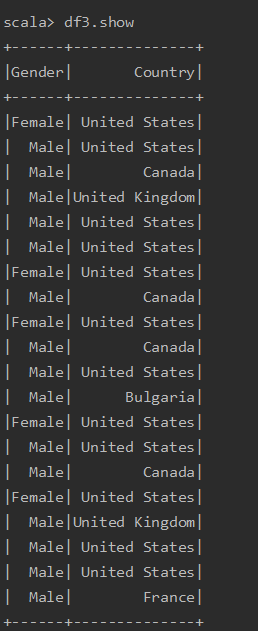 scala> df3.show
+------+--------------+
|Gender|       Country|
+------+--------------+
|Female| United States|
|  Male| United States|
|  Male|        Canada|
|  Male|United Kingdom|
|  Male| United States|
|  Male| United States|
|Female| United States|
|  Male|        Canada|
|Female| United States|
|  Male|        Canada|
|  Male| United States|
|  Male|      Bulgaria|
|Female| United States|
|  Male| United States|
|  Male|        Canada|
|Female| United States|
|  Male|United Kingdom|
|  Male| United States|
|  Male| United States|
|  Male|        France|
+------+--------------+